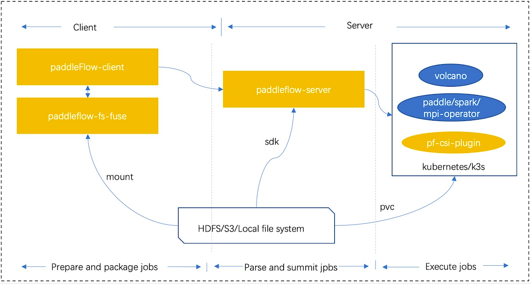 Client
Server
paddleFlow-client
paddleflow-fs-fuse
paddleflow-server
volcano
paddle/spark/
mpi-operator
pf-csi-plugin
kubernetes/k3s
sdk
mount
pvc
HDFS/S3/Local file system
Prepare and package jobs
Parse and summit jpbs
Execute jobs